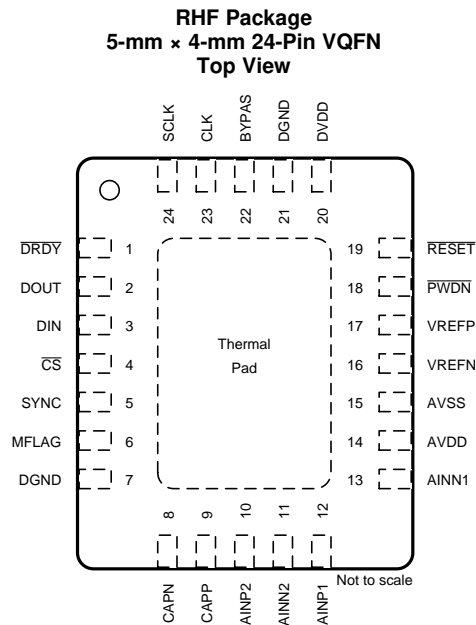 RHF Package
5-mm × 4-mm 24-Pin VQFN
Top View
SCLK
CLK
BYPAS
DGND
DVDD
24
23
22
21
20
DRDY 1
DOUT 2
DIN 3
CS 4
SYNC 5
MFLAG 6
DGND 7
Thermal
Pad
19 RESET
18 PWDN
17 VREFP
16 VREFN
15 AVSS
14 AVDD
13 AINN1
8
9
10
11
12
CAPN
CAPP
AINP2
AINN2
AINP1
Not to scale